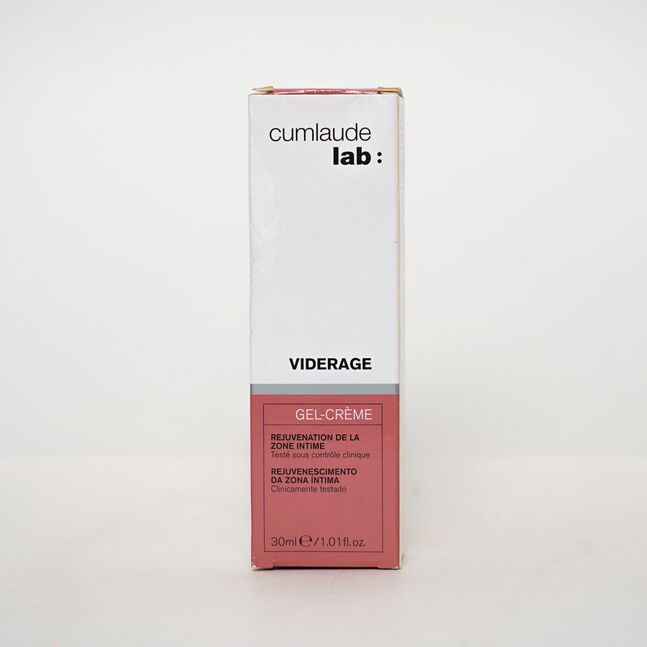 cumlaude
lab:
VIDERAGE
GEL-CRÈME
REJUVENATION DE LA
ZONE INTIME
Testé sous contrôle clinique
REJUVENESCIMENTO
DA ZONA ÍNTIMA
Clinicamente testado
30ml ℮/1.01fl.oz.